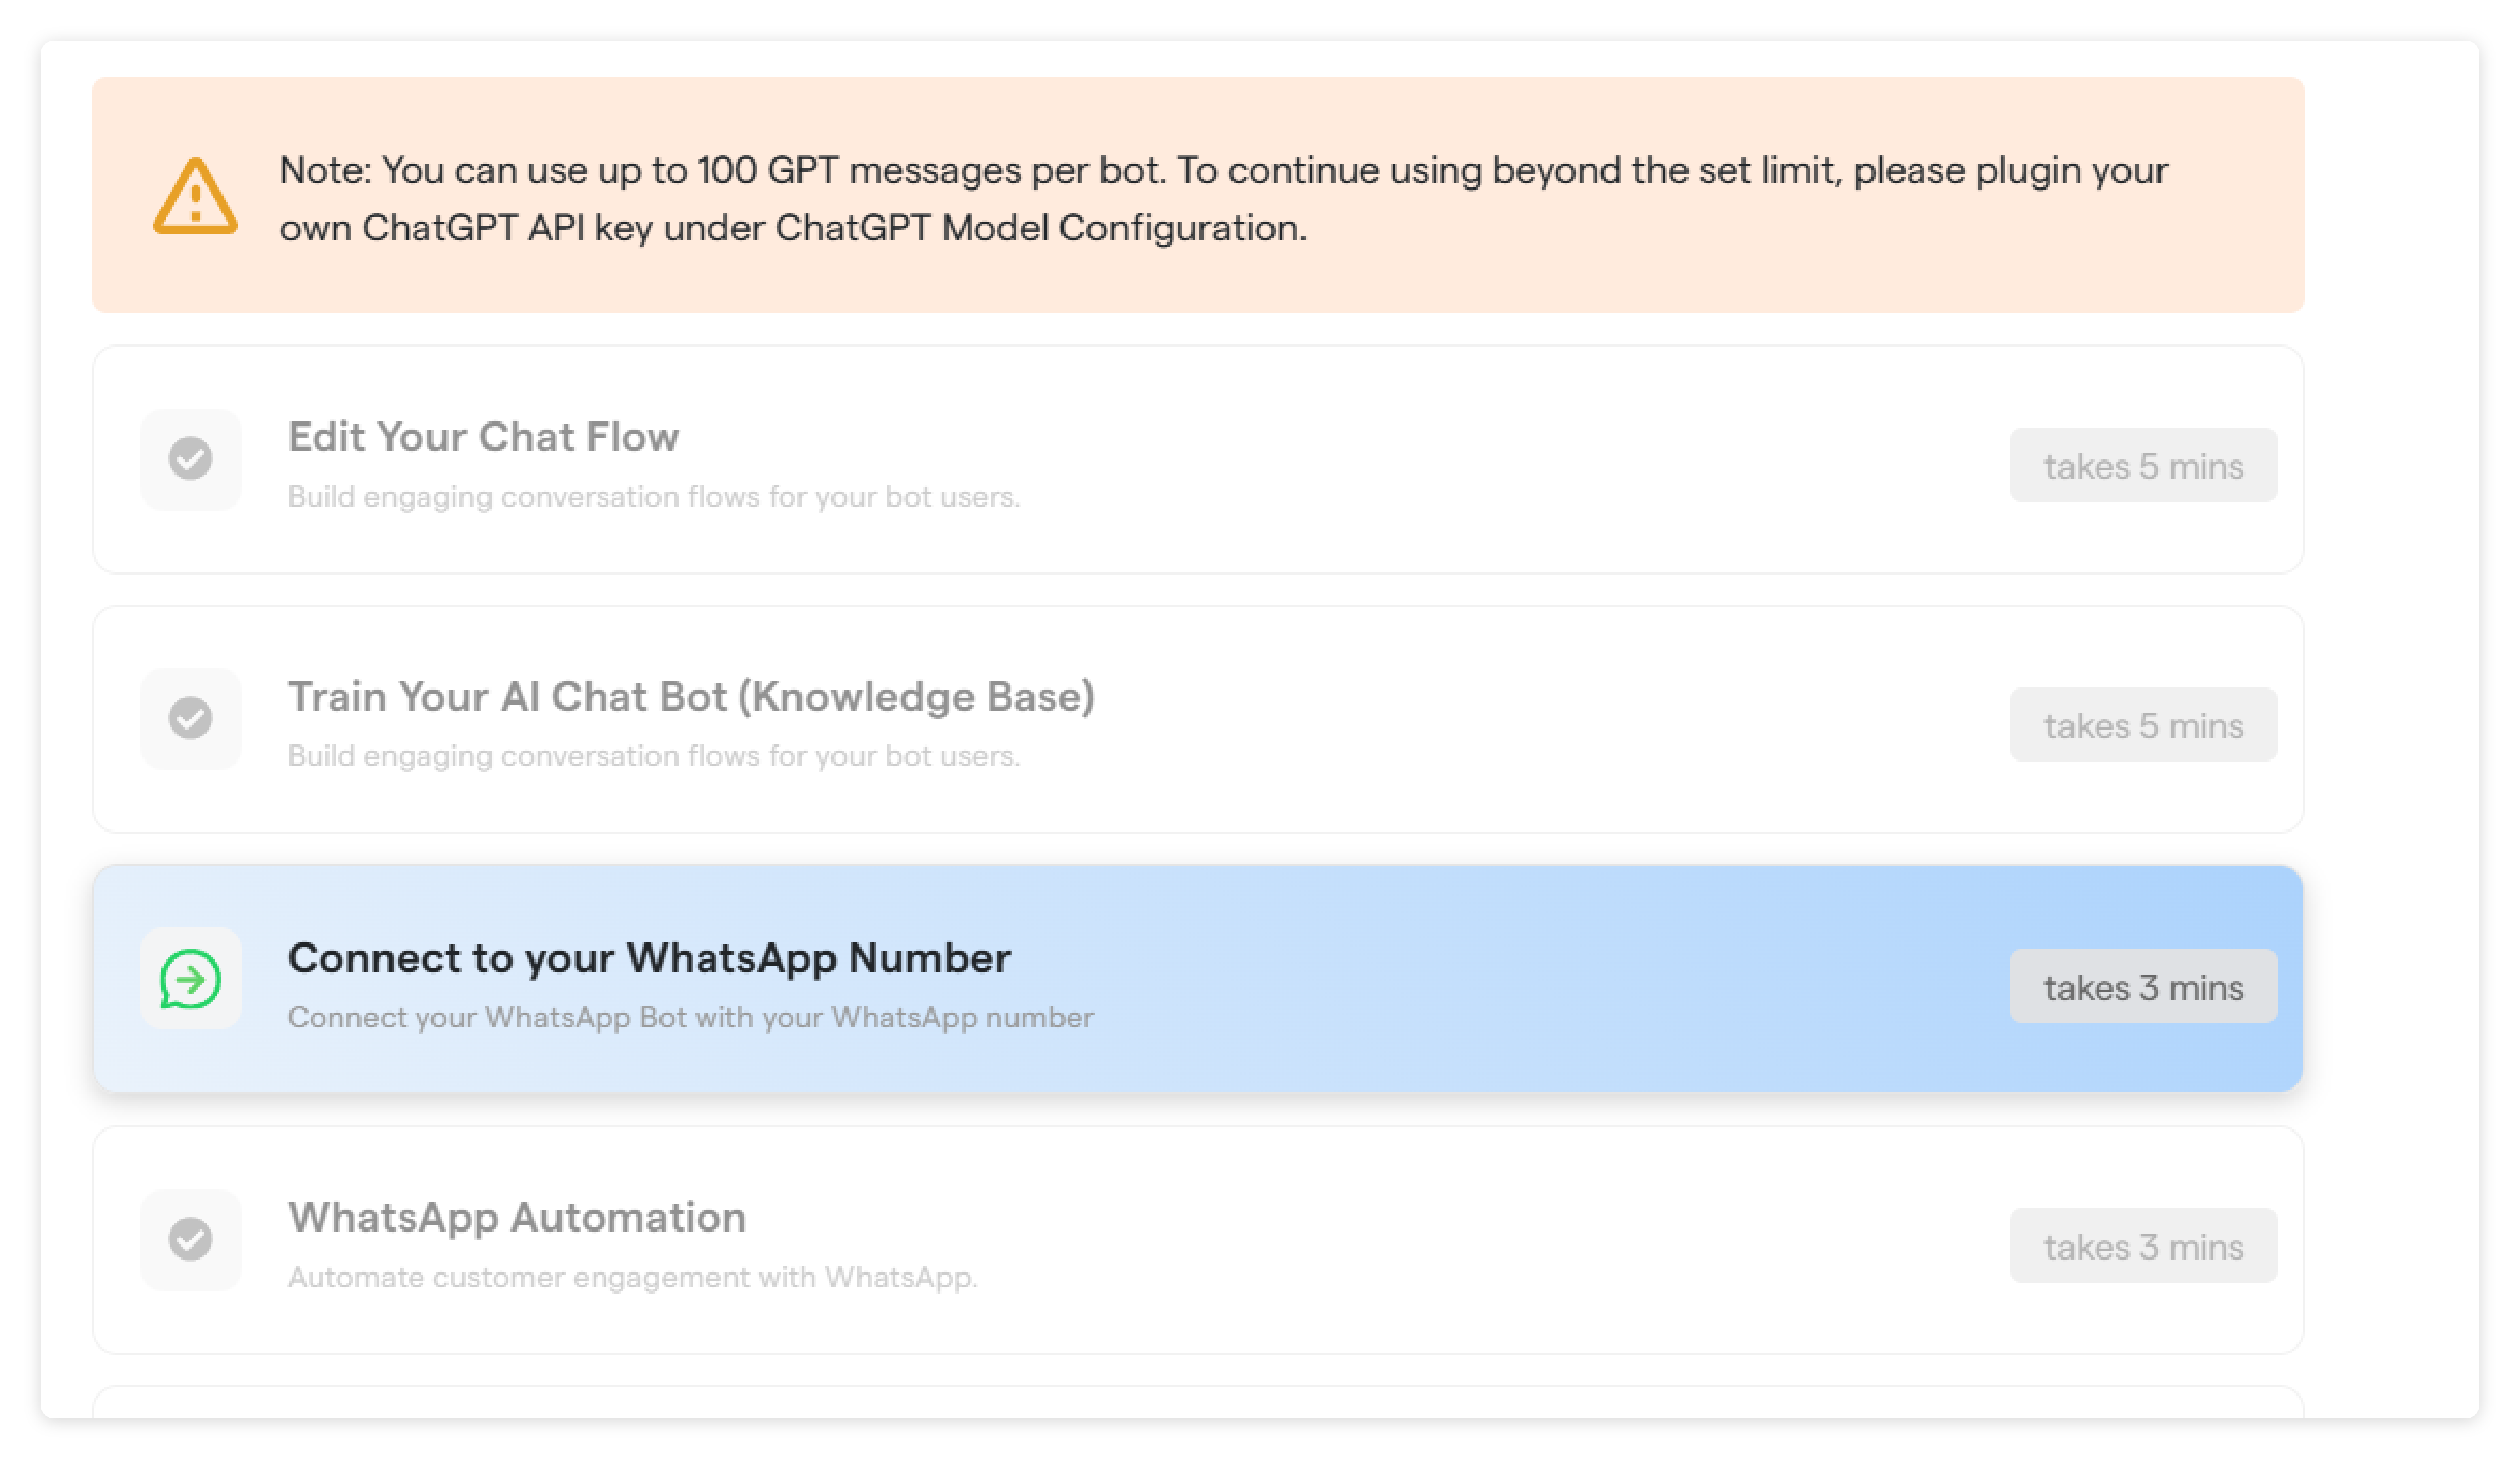 Note: You can use up to 100 GPT messages per bot. To continue using beyond the set limit, please plugin your
own ChatGPT API key under ChatGPT Model Configuration.
Edit Your Chat Flow
Build engaging conversation flows for your bot users.
takes 5 mins
Train Your AI Chat Bot (Knowledge Base)
Build engaging conversation flows for your bot users.
takes 5 mins
Connect to your WhatsApp Number
Connect your WhatsApp Bot with your WhatsApp number
takes 3 mins
WhatsApp Automation
Automate customer engagement with WhatsApp.
takes 3 mins